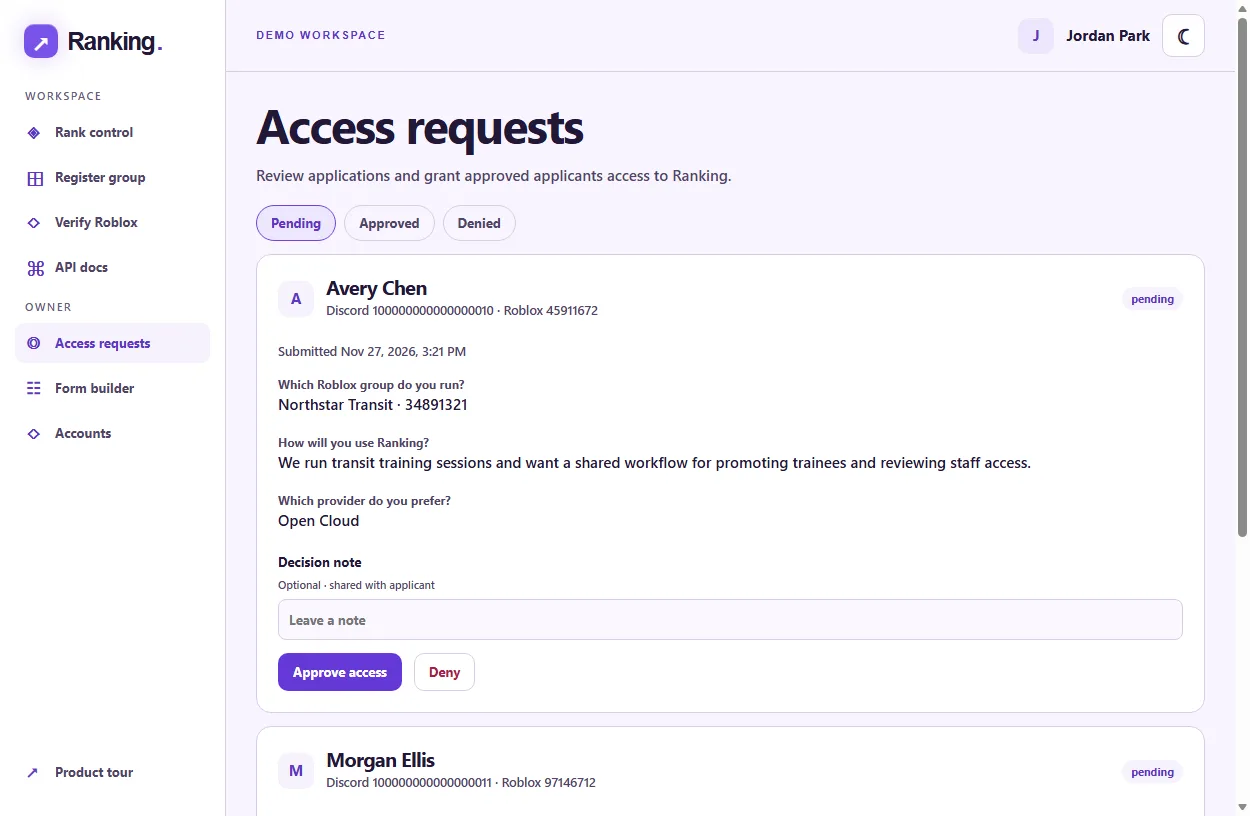 Ranking.
WORKSPACE
Rank control
Register group
Verify Roblox
API docs
OWNER
Access requests
Form builder
Accounts
Product tour
DEMO WORKSPACE
J
Jordan Park
Access requests
Review applications and grant approved applicants access to Ranking.
Pending
Approved
Denied
A
Avery Chen
Discord 100000000000000010 · Roblox 45911672
pending
Submitted Nov 27, 2026, 3:21 PM
Which Roblox group do you run?
Northstar Transit · 34891321
How will you use Ranking?
We run transit training sessions and want a shared workflow for promoting trainees and reviewing staff access.
Which provider do you prefer?
Open Cloud
Decision note
Optional · shared with applicant
Leave a note
Approve access
Deny
M
Morgan Ellis
Discord 100000000000000011 · Roblox 97146712
pending